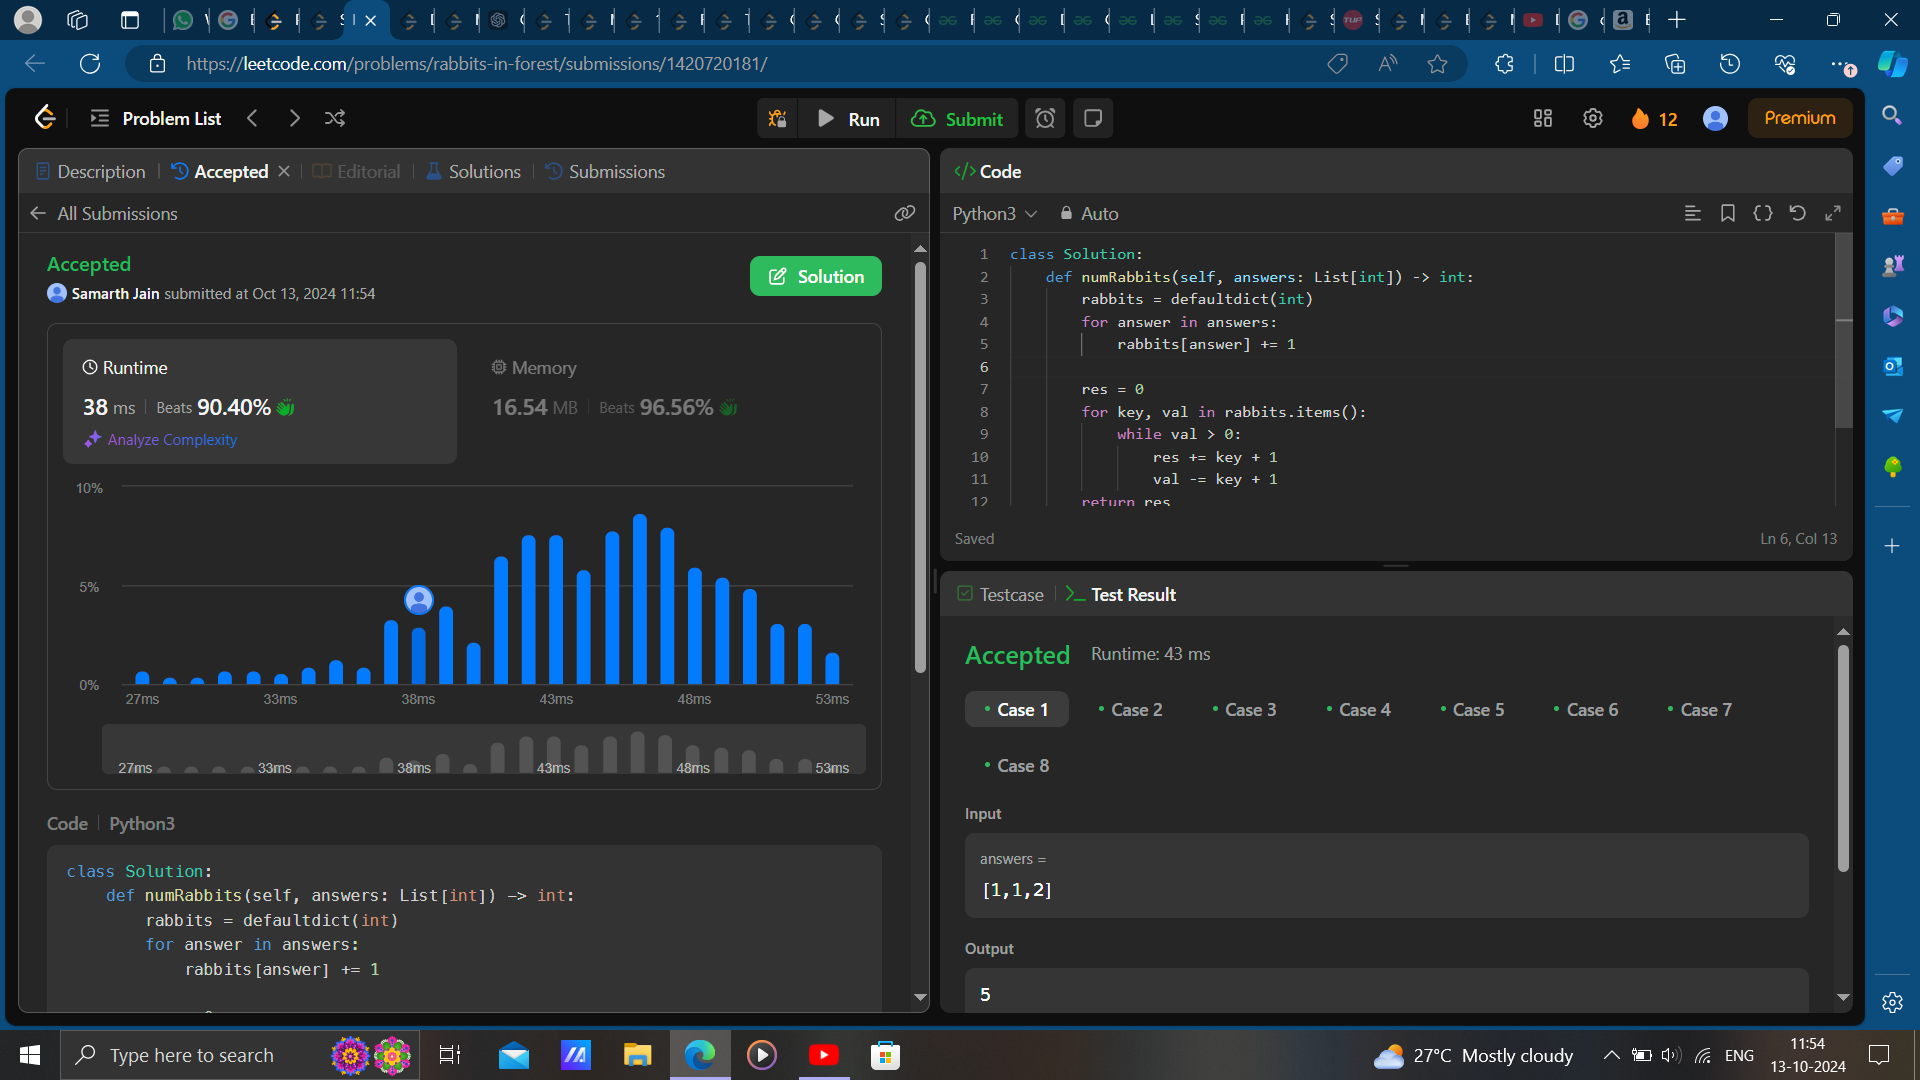 https://leetcode.com/problems/rabbits-in-forest/submissions/1420720181/
Problem List
Run
Submit
12
Premium
Description
Accepted
Editorial
Solutions
Submissions
All Submissions
Accepted
Samarth Jain submitted at Oct 13, 2024 11:54
Solution
Runtime
38 ms
Beats 90.40%
Analyze Complexity
Memory
16.54 MB
Beats 96.56%
10%
5%
0%
27ms 33ms 38ms 43ms 48ms 53ms
27ms 33ms 38ms 43ms 48ms 53ms
Code
Python3
class Solution:
def numRabbits(self, answers: List[int]) -> int:
rabbits = defaultdict(int)
for answer in answers:
rabbits[answer] += 1
</> Code
Python3
Auto
1 class Solution:
2 def numRabbits(self, answers: List[int]) -> int:
3 rabbits = defaultdict(int)
4 for answer in answers:
5 rabbits[answer] += 1
6
7 res = 0
8 for key, val in rabbits.items():
9 while val > 0:
10 res += key + 1
11 val -= key + 1
12 return res
Saved
Ln 6, Col 13
Testcase
Test Result
Accepted
Runtime: 43 ms
Case 1
Case 2
Case 3
Case 4
Case 5
Case 6
Case 7
Case 8
Input
answers =
[1,1,2]
Output
5
Type here to search
27°C Mostly cloudy
ENG
11:54
13-10-2024